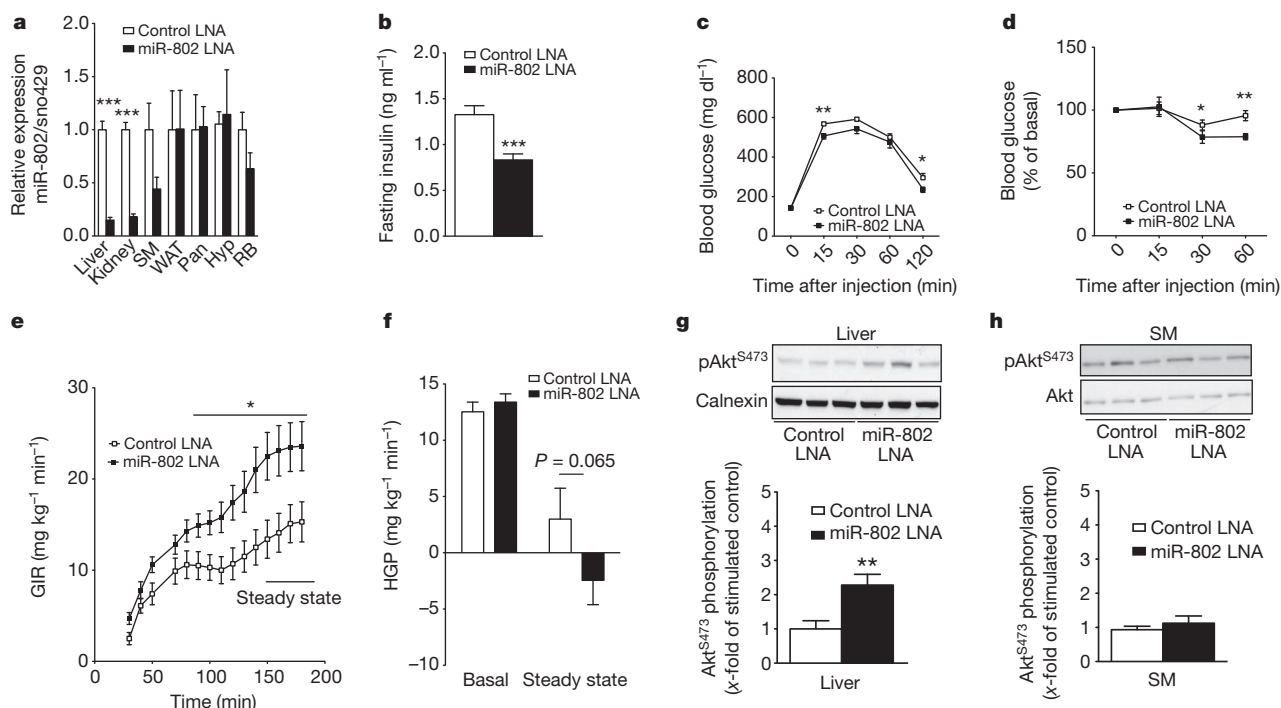 a
Relative expression
miR-802/sno429
2.0
1.5
1.0
0.5
0.0
Control LNA
miR-802 LNA
***
***
Liver
Kidney
SM
WAT
Pan
Hyp
RB
b
Fasting insulin (ng ml⁻¹)
2.0
1.5
1.0
0.5
0.0
Control LNA
miR-802 LNA
***
c
Blood glucose (mg dl⁻¹)
800
600
400
200
0
**
*
Control LNA
miR-802 LNA
0
15
30
60
120
Time after injection (min)
d
Blood glucose
(% of basal)
150
100
50
0
*
**
Control LNA
miR-802 LNA
0
15
30
60
Time after injection (min)
e
GIR (mg kg⁻¹ min⁻¹)
30
20
10
0
*
Control LNA
miR-802 LNA
Steady state
0
50
100
150
200
Time (min)
f
HGP (mg kg⁻¹ min⁻¹)
15
10
5
0
−5
−10
Control LNA
miR-802 LNA
P = 0.065
Basal
Steady state
g
Liver
pAktS473
Calnexin
Control
LNA
miR-802
LNA
AktS473 phosphorylation
(x-fold of stimulated control)
5
4
3
2
1
0
Control LNA
miR-802 LNA
**
Liver
h
SM
pAktS473
Akt
Control
LNA
miR-802
LNA
AktS473 phosphorylation
(x-fold of stimulated control)
5
4
3
2
1
0
Control LNA
miR-802 LNA
SM